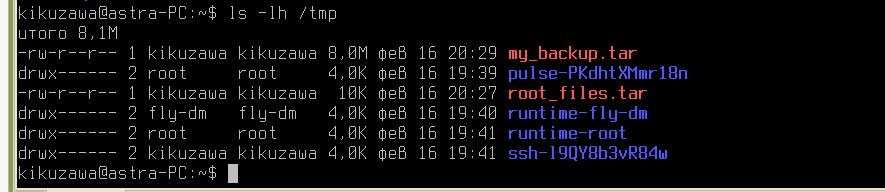 kikuzawa@astra-PC:~$ ls -lh /tmp
итого 8,1M
-rw-r--r-- 1 kikuzawa kikuzawa 8,0M фев 16 20:29 my_backup.tar
drwx------ 2 root root 4,0K фев 16 19:39 pulse-PKdhtXMmr18n
-rw-r--r-- 1 kikuzawa kikuzawa 10K фев 16 20:27 root_files.tar
drwx------ 2 fly-dm fly-dm 4,0K фев 16 19:40 runtime-fly-dm
drwx------ 2 root root 4,0K фев 16 19:41 runtime-root
drwx------ 2 kikuzawa kikuzawa 4,0K фев 16 19:41 ssh-l9QY8b3vR84w
kikuzawa@astra-PC:~$